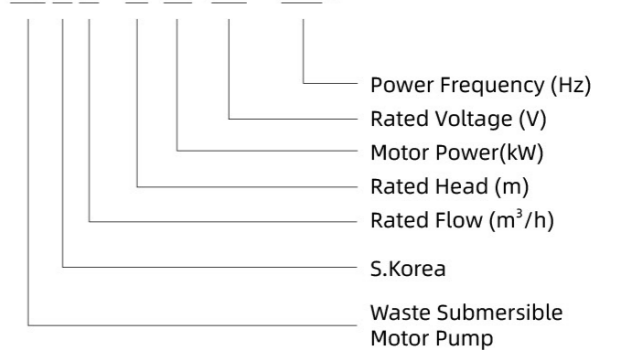 Power Frequency (Hz)
Rated Voltage (V)
Motor Power(kW)
Rated Head (m)
Rated Flow (m³/h)
S.Korea
Waste Submersible
Motor Pump